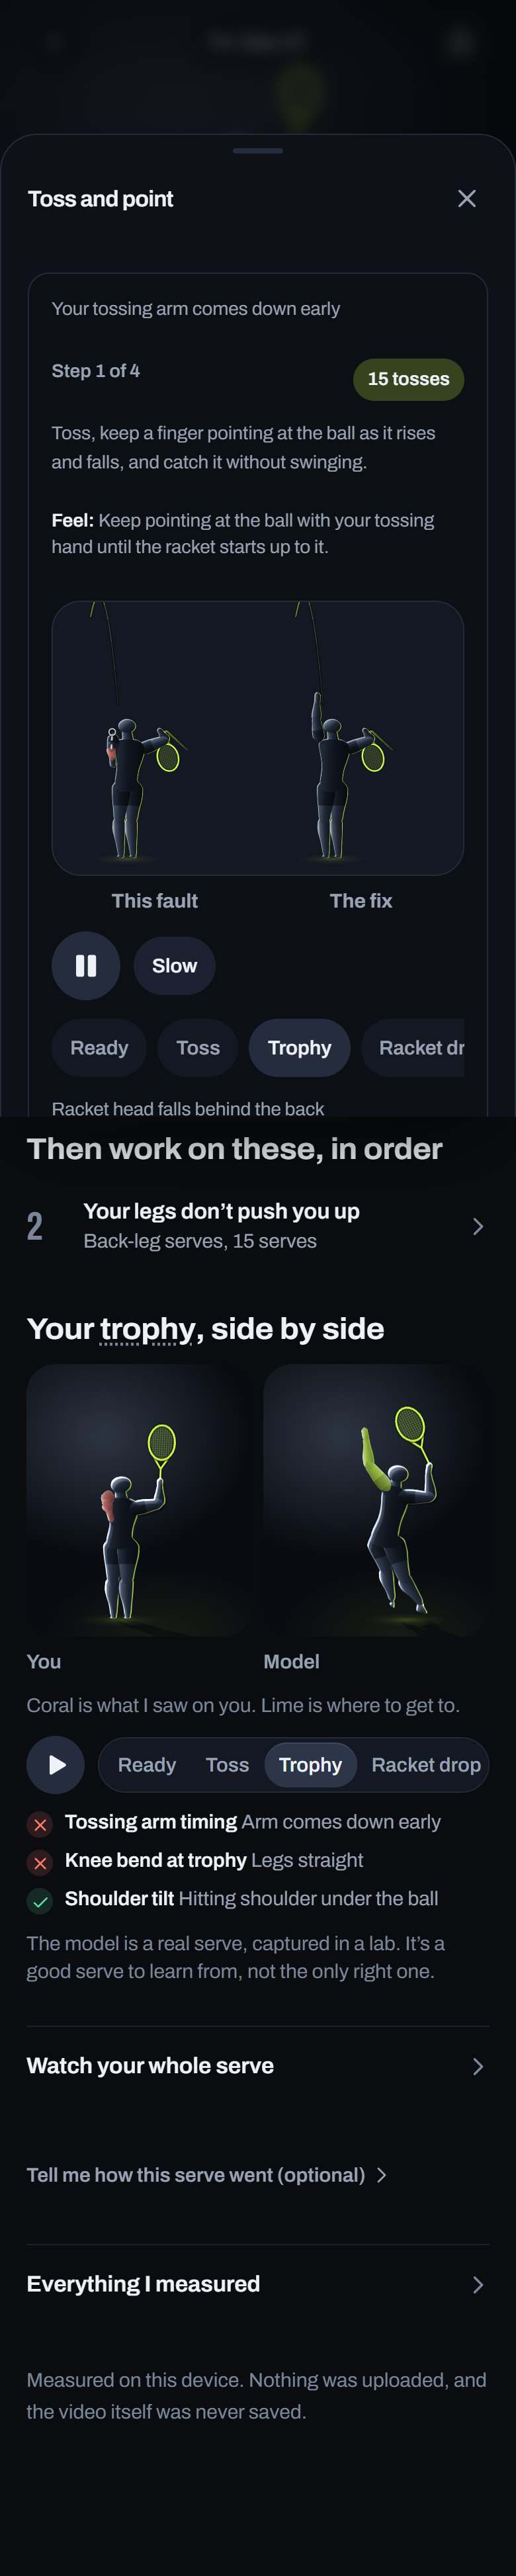 Toss and point
Your tossing arm comes down early
Step 1 of 4
15 tosses
Toss, keep a finger pointing at the ball as it rises
and falls, and catch it without swinging.
Feel: Keep pointing at the ball with your tossing
hand until the racket starts up to it.
This fault
The fix
Slow
Ready
Toss
Trophy
Racket dr
Racket head falls behind the back
Then work on these, in order
2
Your legs don’t push you up
Back-leg serves, 15 serves
Your trophy, side by side
You
Model
Coral is what I saw on you. Lime is where to get to.
Ready
Toss
Trophy
Racket drop
Tossing arm timing Arm comes down early
Knee bend at trophy Legs straight
Shoulder tilt Hitting shoulder under the ball
The model is a real serve, captured in a lab. It’s a
good serve to learn from, not the only right one.
Watch your whole serve
Tell me how this serve went (optional)
Everything I measured
Measured on this device. Nothing was uploaded, and
the video itself was never saved.